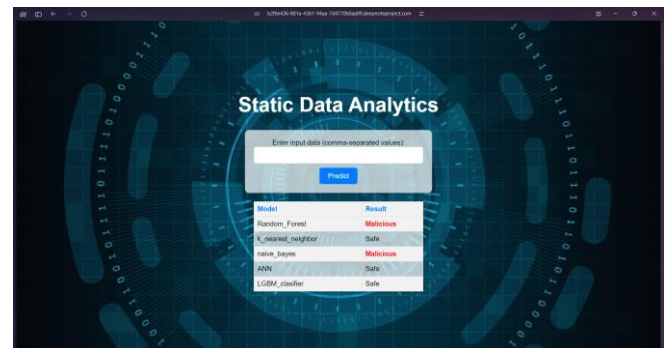 Static Data Analytics
Enter input data (comma-separated values):
Predict
Model Result
Random_Forest Malicious
k_nearest_neighbor Safe
naive_bayes Malicious
ANN Safe
LGBM_clasifier Safe